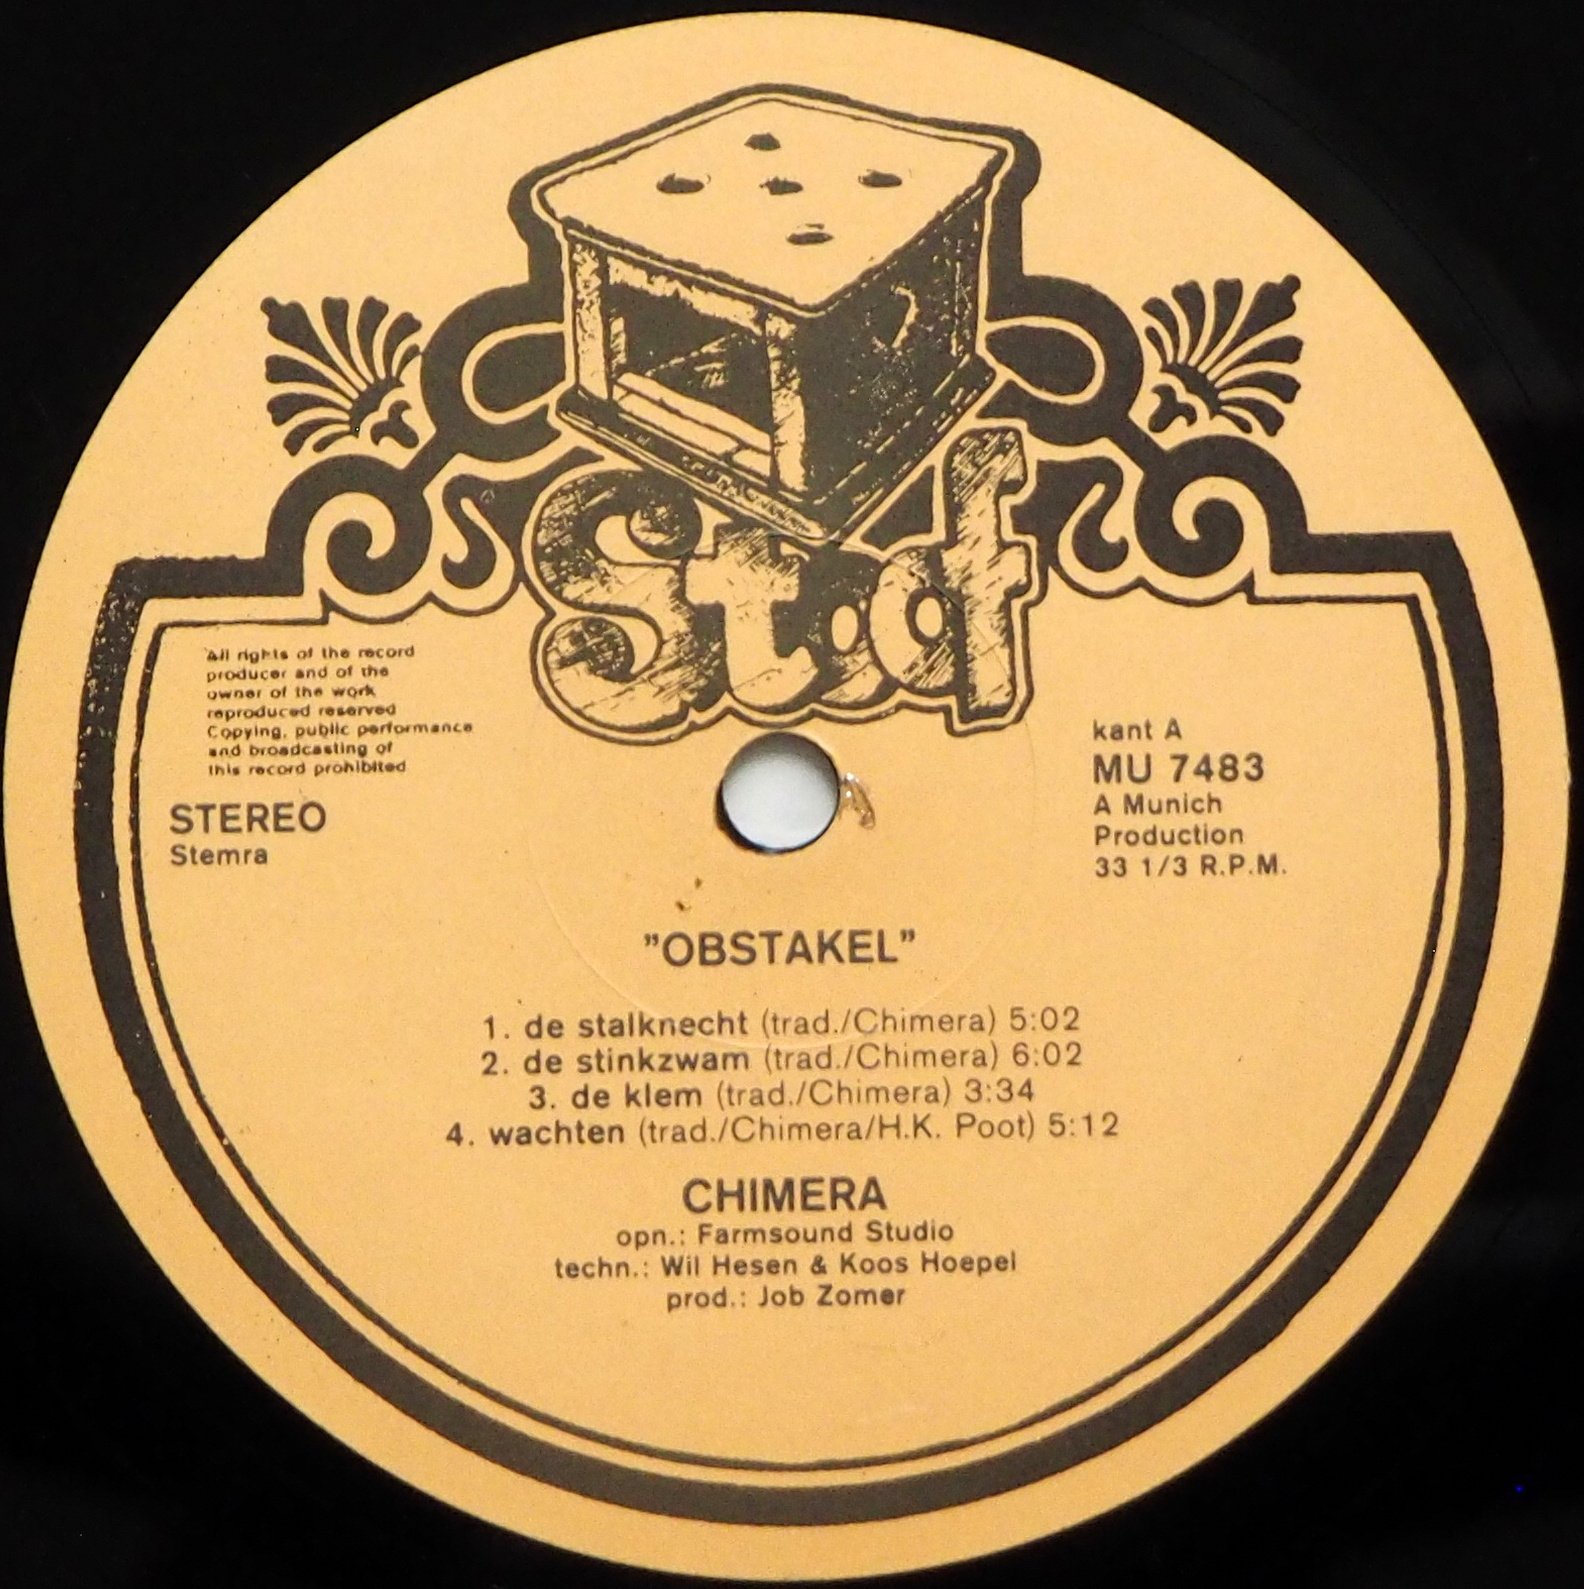 Stoof
All rights of the record
producer and of the
owner of the work
reproduced reserved
Copying, public performance
and broadcasting of
this record prohibited
STEREO
Stemra
kant A
MU 7483
A Munich
Production
33 1/3 R.P.M.
"OBSTAKEL"
1. de stalknecht (trad./Chimera) 5:02
2. de stinkzwam (trad./Chimera) 6:02
3. de klem (trad./Chimera) 3:34
4. wachten (trad./Chimera/H.K. Poot) 5:12
CHIMERA
opn.: Farmsound Studio
techn.: Wil Hesen & Koos Hoepel
prod.: Job Zomer